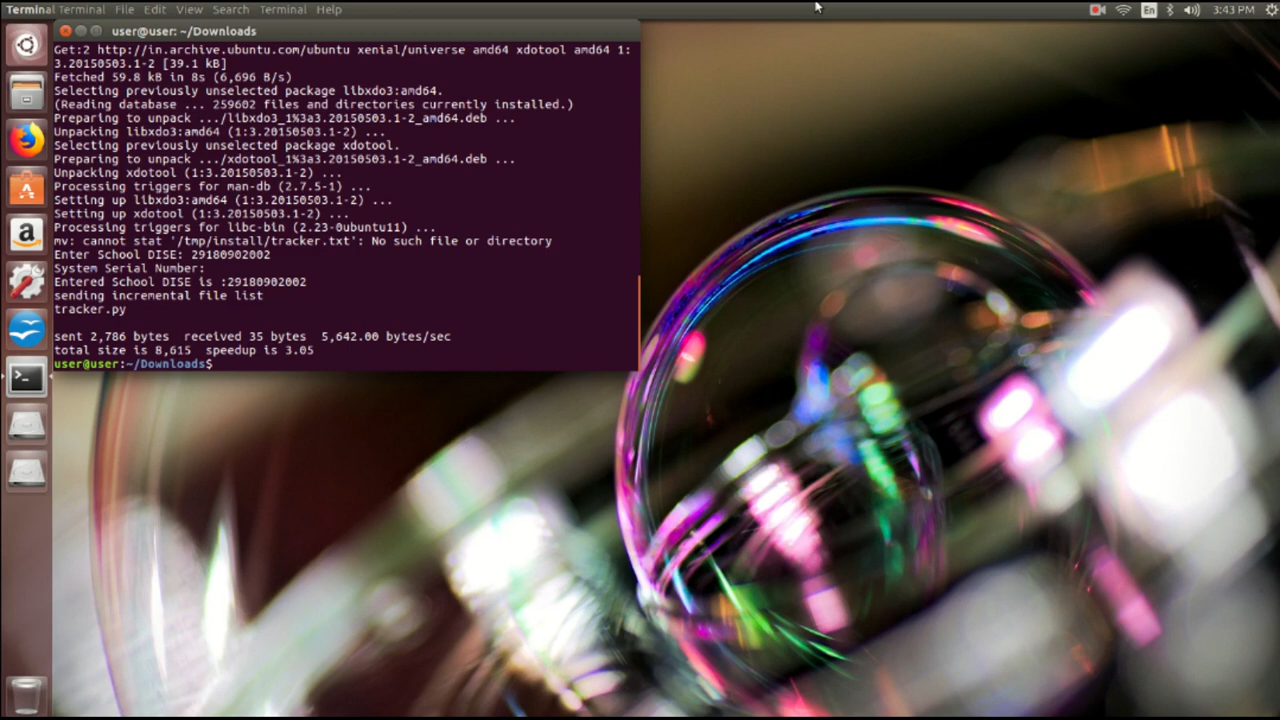 Terminal Terminal File Edit View Search Terminal Help
En 3:43 PM
user@user: ~/Downloads
Get:2 http://in.archive.ubuntu.com/ubuntu xenial/universe amd64 xdotool amd64 1:
3.20150503.1-2 [39.1 kB]
Fetched 59.8 kB in 8s (6,696 B/s)
Selecting previously unselected package libxdo3:amd64.
(Reading database ... 259602 files and directories currently installed.)
Preparing to unpack .../libxdo3_1%3a3.20150503.1-2_amd64.deb ...
Unpacking libxdo3:amd64 (1:3.20150503.1-2) ...
Selecting previously unselected package xdotool.
Preparing to unpack .../xdotool_1%3a3.20150503.1-2_amd64.deb ...
Unpacking xdotool (1:3.20150503.1-2) ...
Processing triggers for man-db (2.7.5-1) ...
Setting up libxdo3:amd64 (1:3.20150503.1-2) ...
Setting up xdotool (1:3.20150503.1-2) ...
Processing triggers for libc-bin (2.23-0ubuntu11) ...
mv: cannot stat '/tmp/install/tracker.txt': No such file or directory
Enter School DISE: 29180902002
System Serial Number:
Entered School DISE is :29180902002
sending incremental file list
tracker.py
sent 2,786 bytes  received 35 bytes  5,642.00 bytes/sec
total size is 8,615  speedup is 3.05
user@user:~/Downloads$